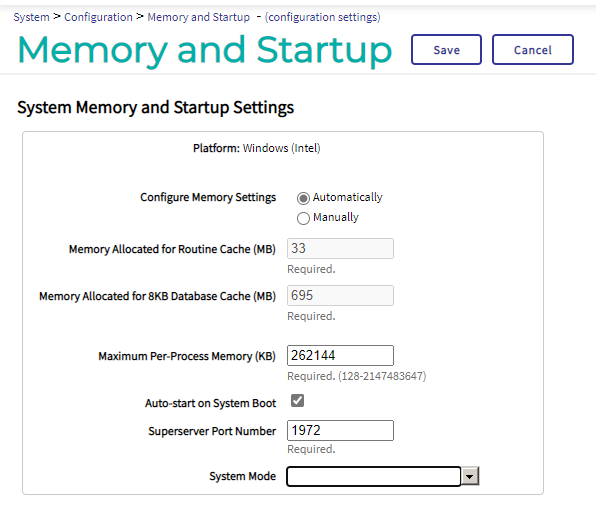 System > Configuration > Memory and Startup - (configuration settings)
Memory and Startup Save Cancel
System Memory and Startup Settings
Platform: Windows (Intel)
Configure Memory Settings Automatically
Manually
Memory Allocated for Routine Cache (MB) 33
Required.
Memory Allocated for 8KB Database Cache (MB) 695
Required.
Maximum Per-Process Memory (KB) 262144
Required. (128-2147483647)
Auto-start on System Boot
Superserver Port Number 1972
Required.
System Mode